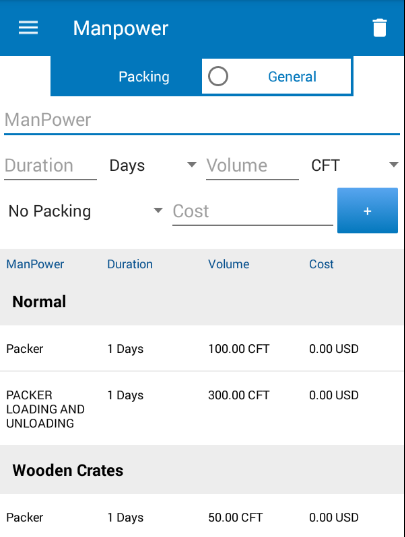 Manpower
Packing General
ManPower
Duration Days Volume CFT
No Packing Cost +
ManPower Duration Volume Cost
Normal
Packer 1 Days 100.00 CFT 0.00 USD
PACKER 1 Days 300.00 CFT 0.00 USD
LOADING AND
UNLOADING
Wooden Crates
Packer 1 Days 50.00 CFT 0.00 USD